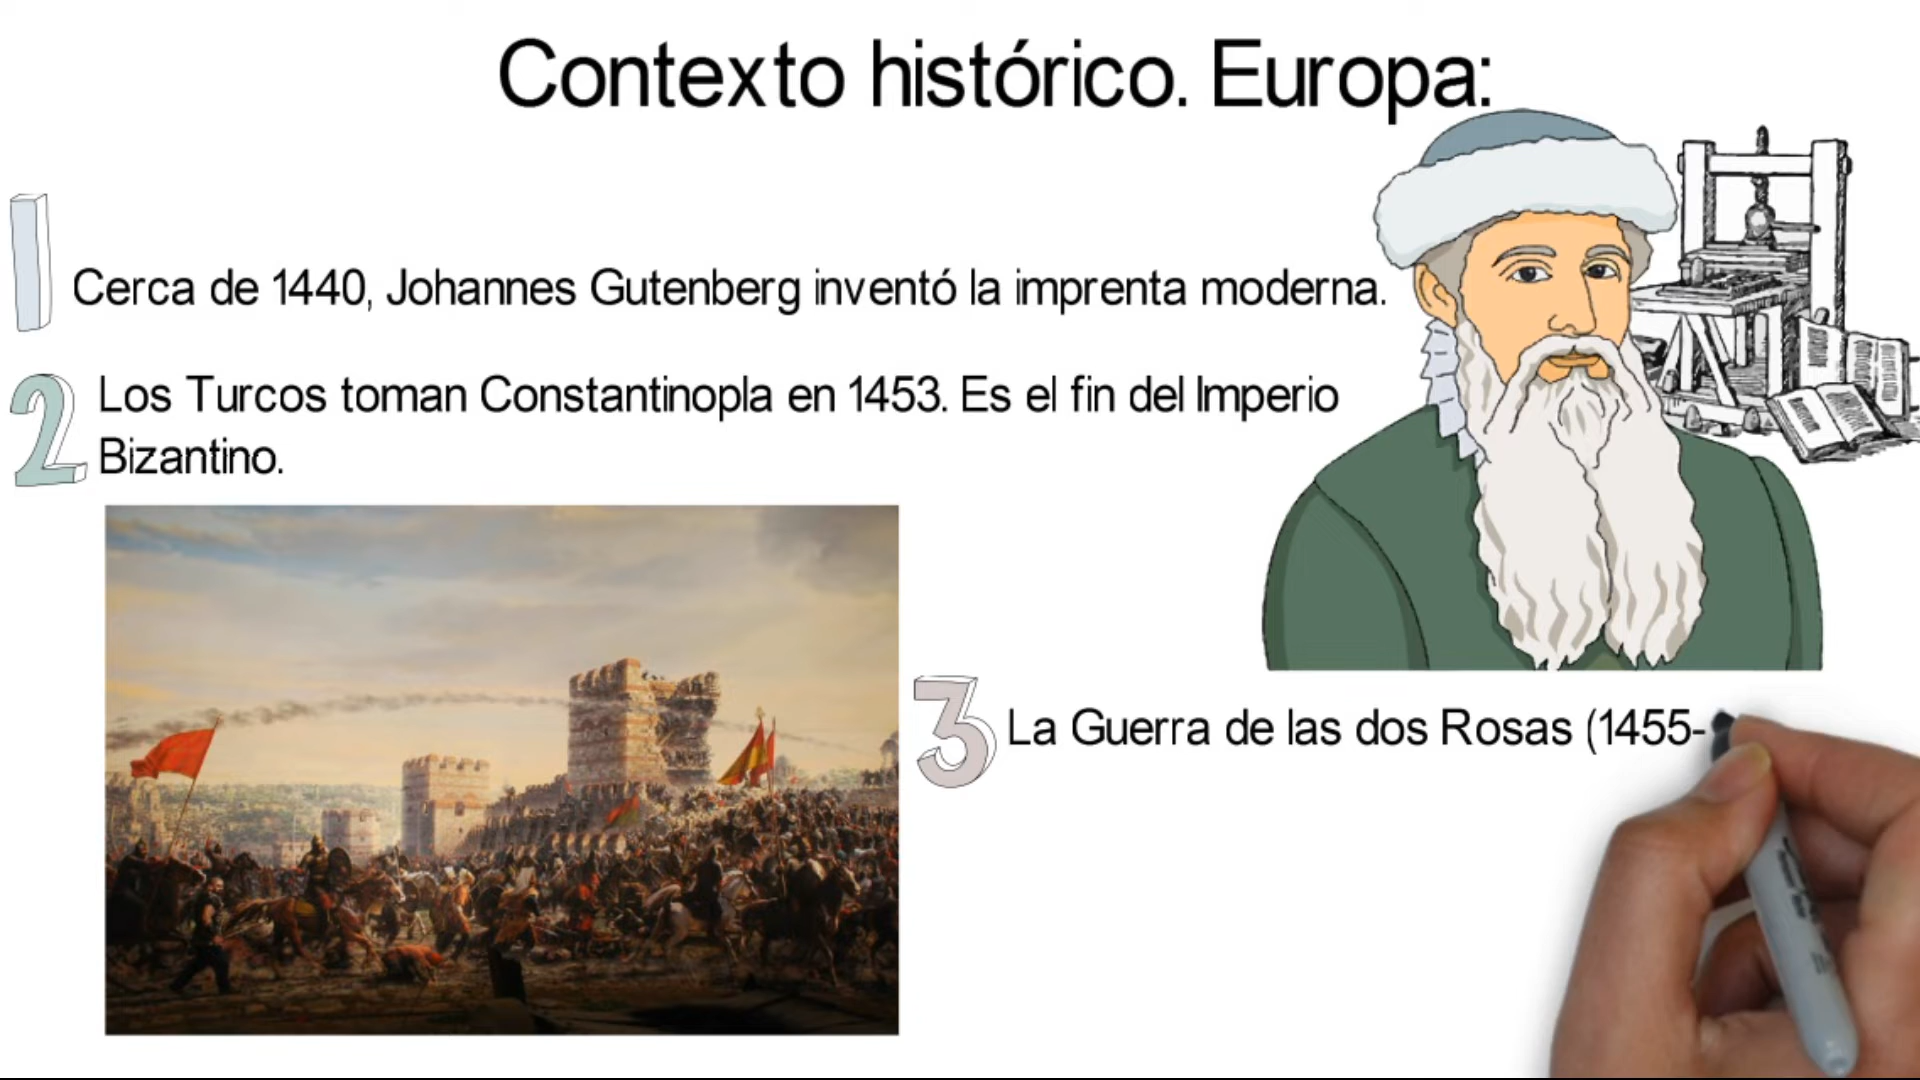 Contexto histórico. Europa:
1
Cerca de 1440, Johannes Gutenberg inventó la imprenta moderna.
2
Los Turcos toman Constantinopla en 1453. Es el fin del Imperio
Bizantino.
3
La Guerra de las dos Rosas (1455-